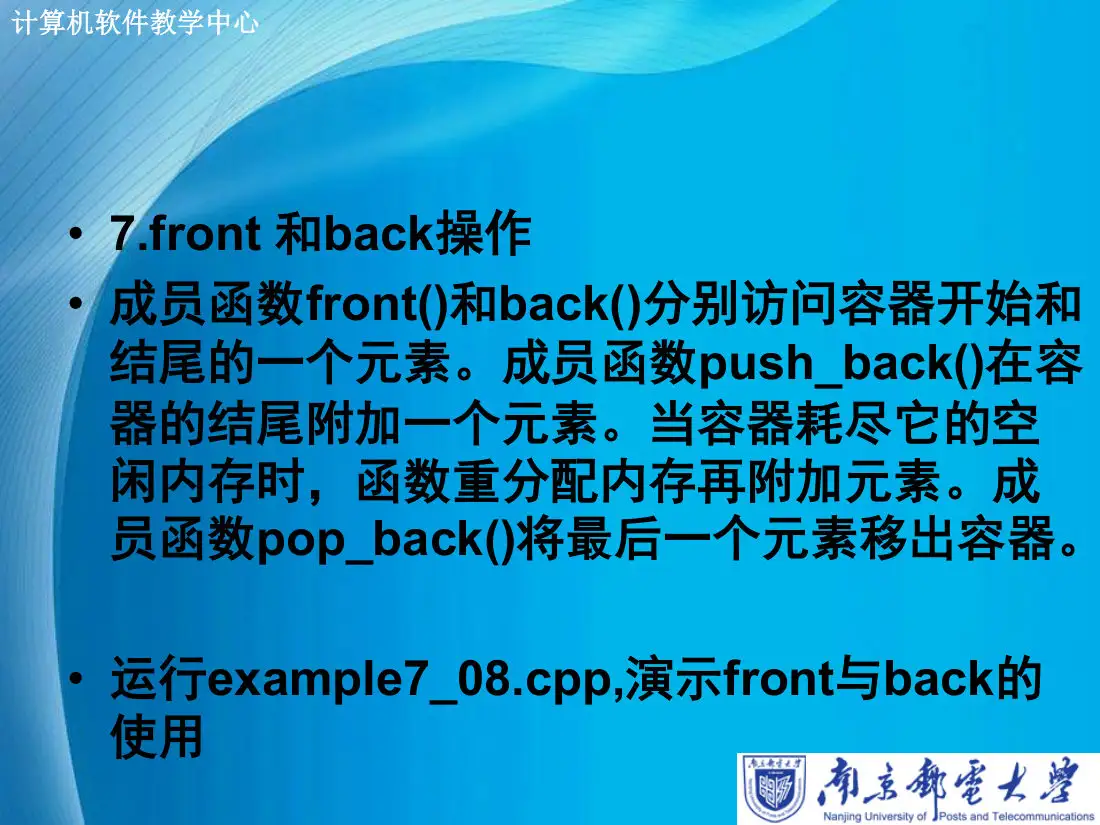 计算机软件教学中心
• 7.front 和back操作
• 成员函数front()和back()分别访问容器开始和
结尾的一个元素。成员函数push_back()在容
器的结尾附加一个元素。当容器耗尽它的空
闲内存时，函数重分配内存再附加元素。成
员函数pop_back()将最后一个元素移出容器。
• 运行example7_08.cpp,演示front与back的
使用
南京郵電大學
Nanjing University of Posts and Telecommunications